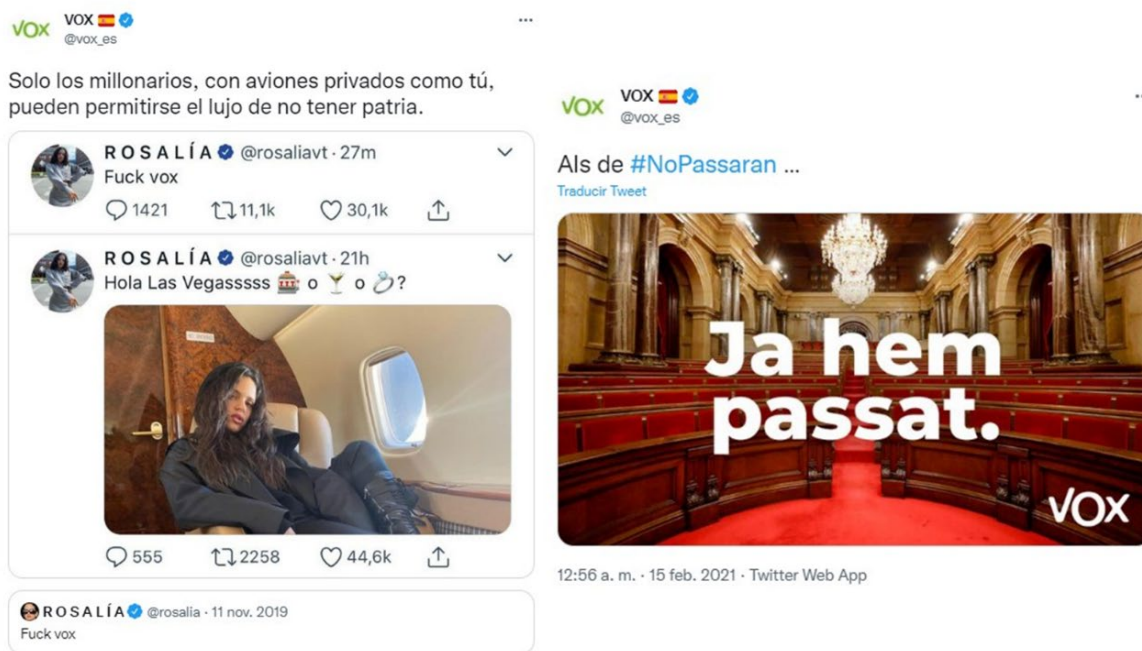 VOX
@vox_es
Solo los millonarios, con aviones privados como tú,
pueden permitirse el lujo de no tener patria.
ROSALÍA @rosaliavt · 27m
Fuck vox
1421 11,1k 30,1k
ROSALÍA @rosaliavt · 21h
Hola Las Vegasssss 🎰 o 🍸 o 💍?
555 2258 44,6k
ROSALÍA @rosalia · 11 nov. 2019
Fuck vox
VOX
VOX
@vox_es
Als de #NoPassaran ...
Traducir Tweet
Ja hem
passat.
VOX
12:56 a. m. · 15 feb. 2021 · Twitter Web App
VOX